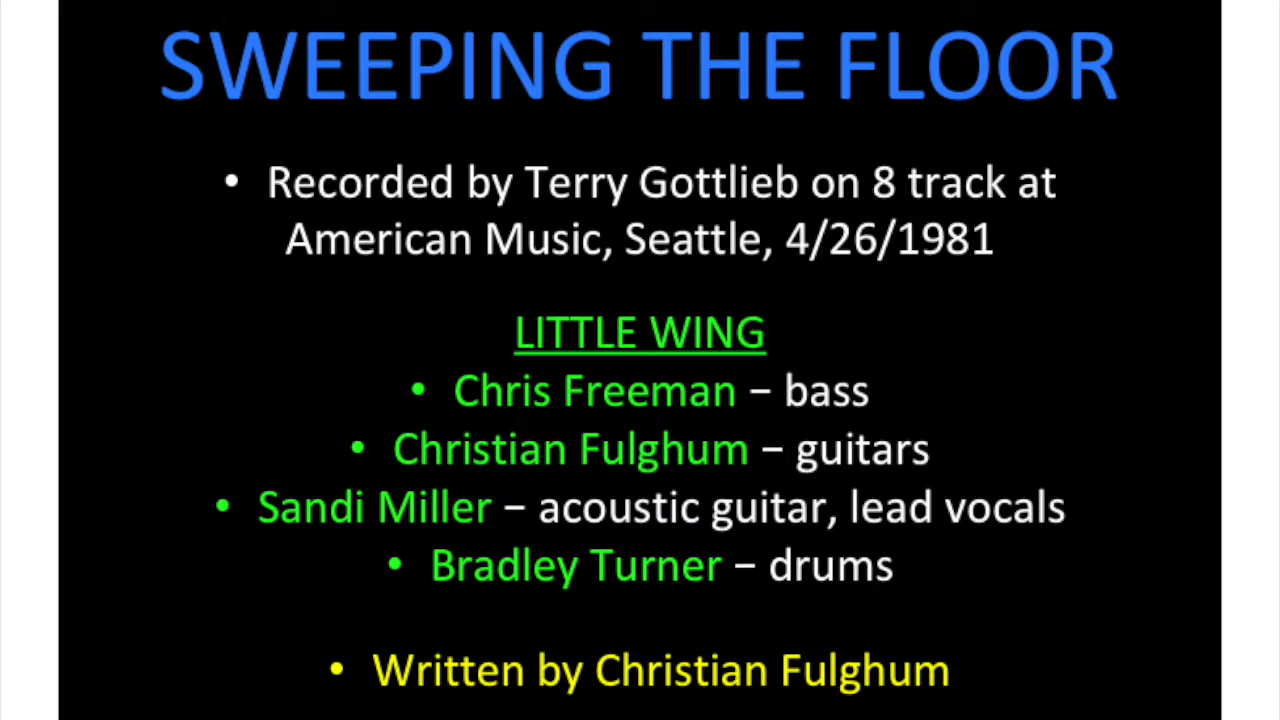 SWEEPING THE FLOOR
• Recorded by Terry Gottlieb on 8 track at
American Music, Seattle, 4/26/1981
LITTLE WING
• Chris Freeman – bass
• Christian Fulghum – guitars
• Sandi Miller – acoustic guitar, lead vocals
• Bradley Turner – drums
• Written by Christian Fulghum